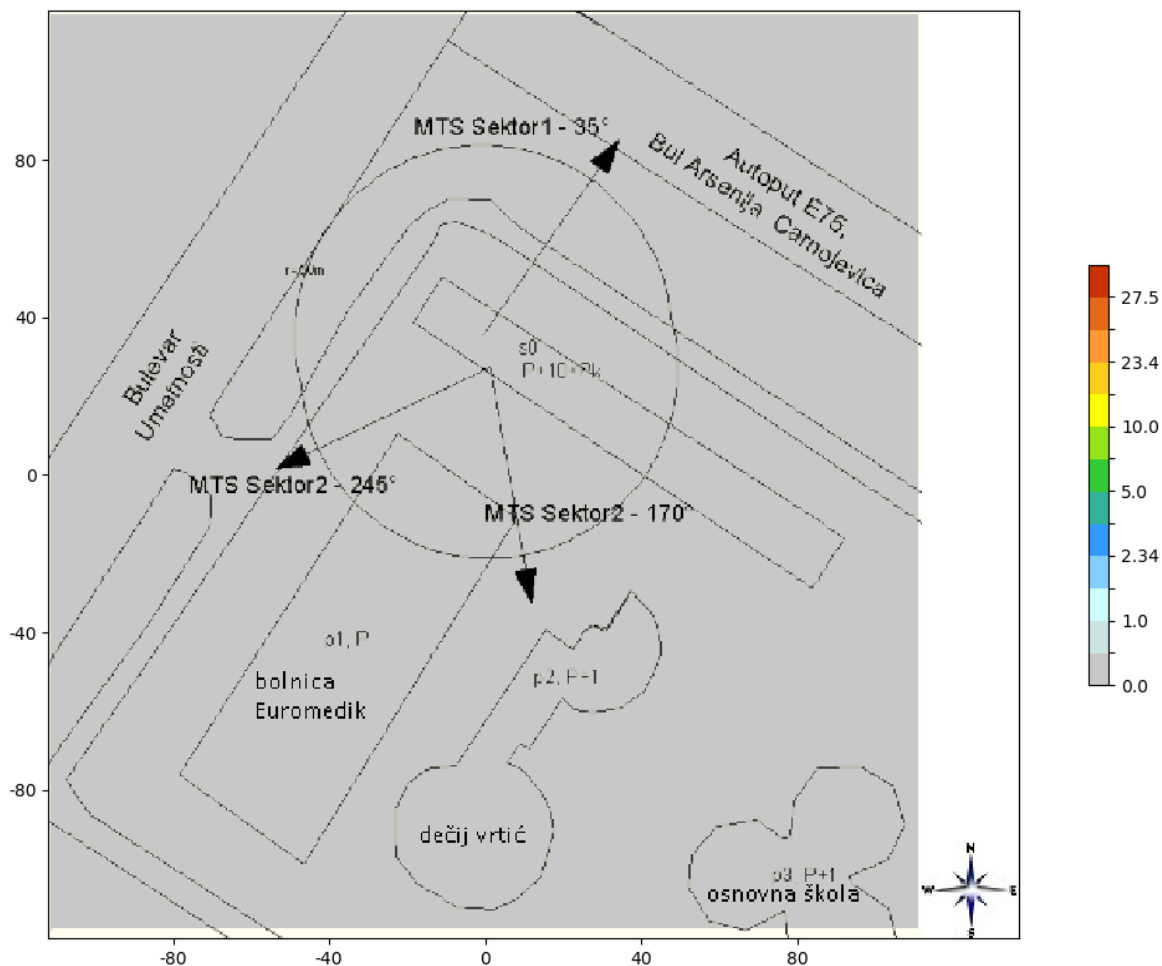 MTS Sektor1 - 35°
80
Autoput E75,
Bul Arsenija Carnojevica
r-50m
27.5
40
23.4
s0
P+10+Pk
Bulevar
Umetnosti
10.0
0
MTS Sektor2 - 245°
MTS Sektor2 - 170°
5.0
2.34
-40
p1, P
1.0
bolnica
Euromedik
p2, P+1
0.0
-80
dečij vrtić
p3, P+1
osnovna škola
N
W
E
S
-80
-40
0
40
80